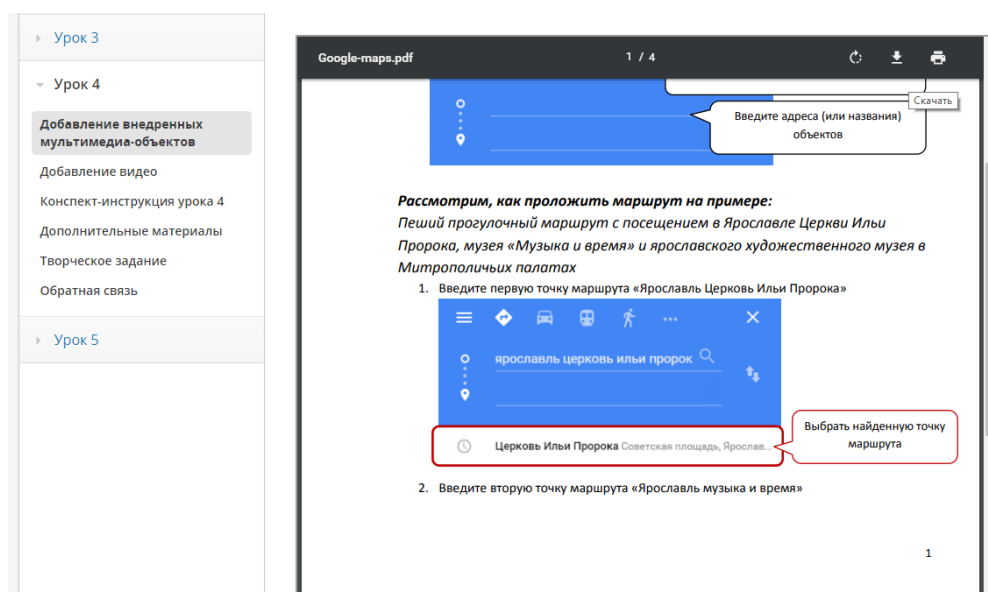 Урок 3
Урок 4
Добавление внедренных
мультимедиа-объектов
Добавление видео
Конспект-инструкция урока 4
Дополнительные материалы
Творческое задание
Обратная связь
Урок 5
Google-maps.pdf
1 / 4
Скачать
Введите адреса (или названия)
объектов
Рассмотрим, как проложить маршрут на примере:
Пеший прогулочный маршрут с посещением в Ярославле Церкви Ильи
Пророка, музея «Музыка и время» и ярославского художественного музея в
Митрополичьих палатах
1. Введите первую точку маршрута «Ярославль Церковь Ильи Пророка»
ярославль церковь ильи пророк
Церковь Ильи Пророка Советская площадь, Ярослав...
Выбрать найденную точку
маршрута
2. Введите вторую точку маршрута «Ярославль музыка и время»
1